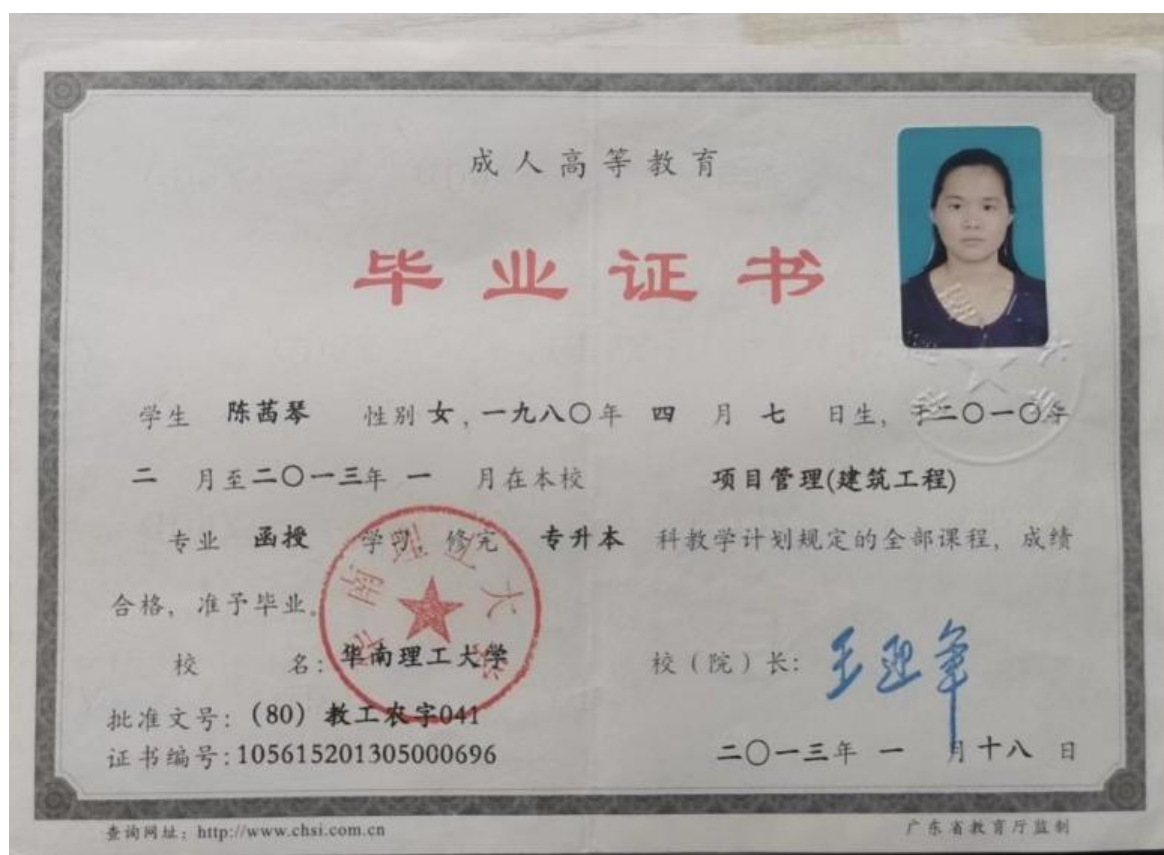 成人高等教育
毕业证书
学生 陈茜琴 性别 女，一九八〇年 四 月 七 日生，于二〇一〇年
二 月至二〇一三年 一 月在本校 项目管理(建筑工程)
专业 函授 学习，修完 专升本 科教学计划规定的全部课程，成绩
合格，准予毕业。
华南理工大学
校 名：华南理工大学
校（院）长：
批准文号：（80）教工农字041
证书编号：105615201305000696
二〇一三年 一 月十八 日
查询网址：http://www.chsi.com.cn
广东省教育厅监制